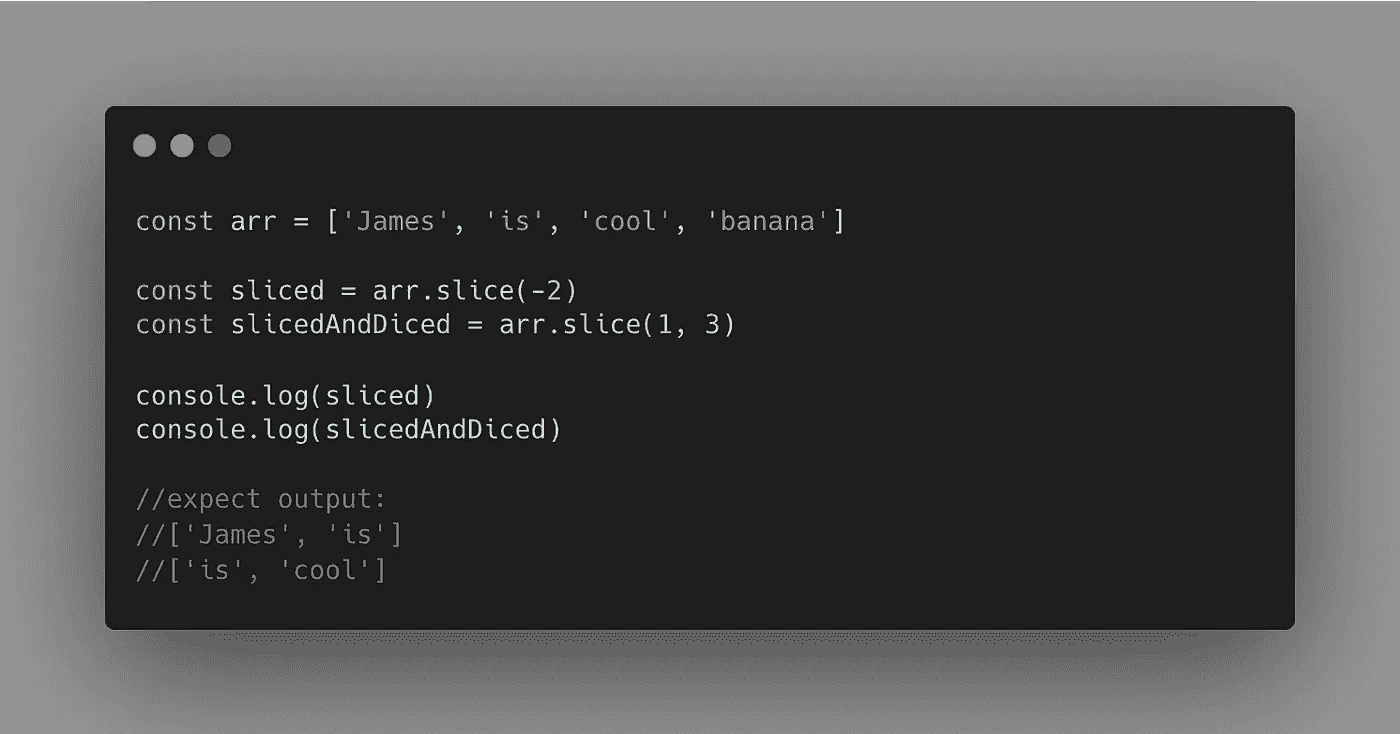 const arr = ['James', 'is', 'cool', 'banana']
const sliced = arr.slice(-2)
const slicedAndDiced = arr.slice(1, 3)
console.log(sliced)
console.log(slicedAndDiced)
//expect output:
//['James', 'is']
//['is', 'cool']